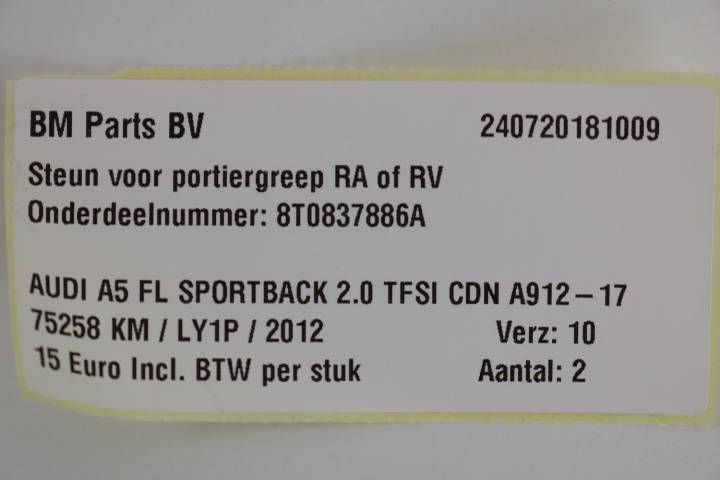 BM Parts BV 240720181009
Steun voor portiergreep RA of RV
Onderdeelnummer: 8T0837886A
AUDI A5 FL SPORTBACK 2.0 TFSI CDN A912-17
75258 KM / LY1P / 2012 Verz: 10
15 Euro Incl. BTW per stuk Aantal: 2